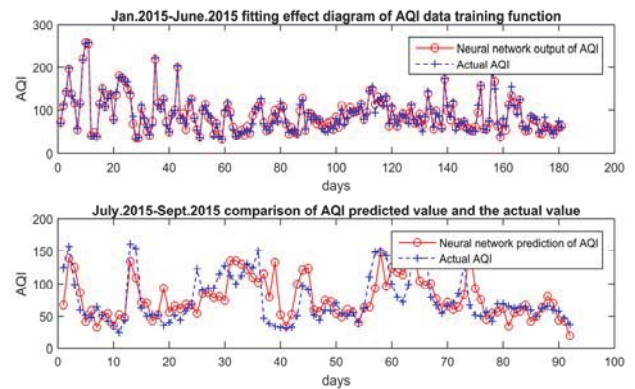 Jan.2015-June.2015 fitting effect diagram of AQI data training function
300
200
100
0
AQI
Neural network output of AQI
Actual AQI
0 20 40 60 80 100 120 140 160 180 200
days
July.2015-Sept.2015 comparison of AQI predicted value and the actual value
200
150
100
50
0
AQI
Neural network prediction of AQI
Actual AQI
0 10 20 30 40 50 60 70 80 90 100
days